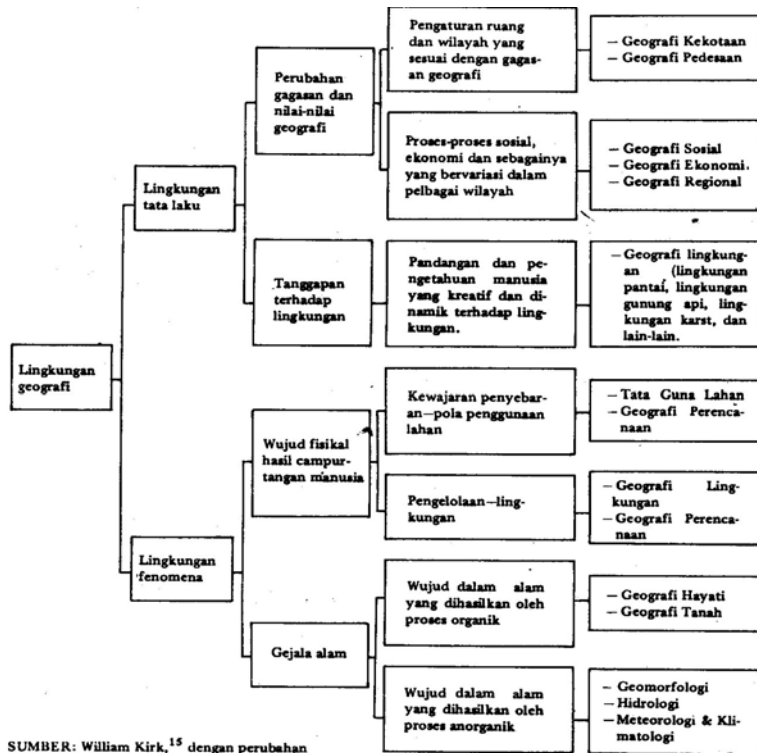 Pengaturan ruang
dan wilayah yang
sesuai dengan gagas-
an geografi
— Geografi Kekotaan
— Geografi Pedesaan
Perubahan
gagasan dan
nilai-nilai
geografi
Proses-proses sosial,
ekonomi dan sebagainya
yang bervariasi dalam
pelbagai wilayah
— Geografi Sosial
— Geografi Ekonomi.
— Geografi Regional
Lingkungan
tata laku
Tanggapan
terhadap
lingkungan
Pandangan dan pe-
ngetahuan manusia
yang kreatif dan di-
namik terhadap ling-
kungan.
— Geografi lingkung-
an (lingkungan
pantai, lingkungan
gunung api, ling-
kungan karst, dan
lain-lain.
Lingkungan
geografi
Wujud fisikal
hasil campur-
tangan manusia
Kewajaran penyebar-
an—pola penggunaan
lahan
— Tata Guna Lahan
— Geografi Perenca-
naan
Pengelolaan—ling-
kungan
— Geografi Ling-
kungan
— Geografi Perenca-
naan
Lingkungan
fenomena
Wujud dalam alam
yang dihasilkan oleh
proses organik
— Geografi Hayati
— Geografi Tanah
Gejala alam
Wujud dalam alam
yang dihasilkan oleh
proses anorganik
— Geomorfologi
— Hidrologi
— Meteorologi & Kli-
matologi
SUMBER: William Kirk,15 dengan perubahan